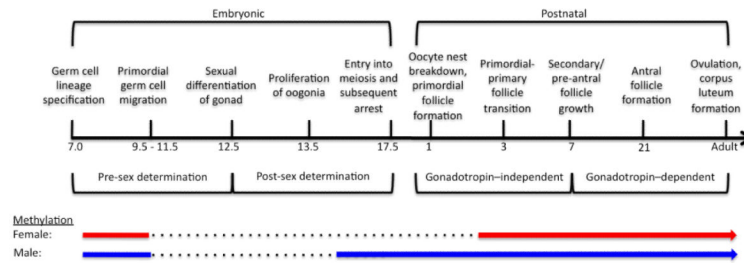 Embryonic
Postnatal
Germ cell
lineage
specification
Primordial
germ cell
migration
Sexual
differentiation
of gonad
Proliferation
of oogonia
Entry into
meiosis and
subsequent
arrest
Oocyte nest
breakdown,
primordial
follicle
formation
Primordial-
primary
follicle
transition
Secondary/
pre-antral
follicle
growth
Antral
follicle
formation
Ovulation,
corpus
luteum
formation
7.0
9.5 - 11.5
12.5
13.5
17.5
1
3
7
21
Adult
Pre-sex determination
Post-sex determination
Gonadotropin–independent
Gonadotropin–dependent
Methylation
Female:
Male: